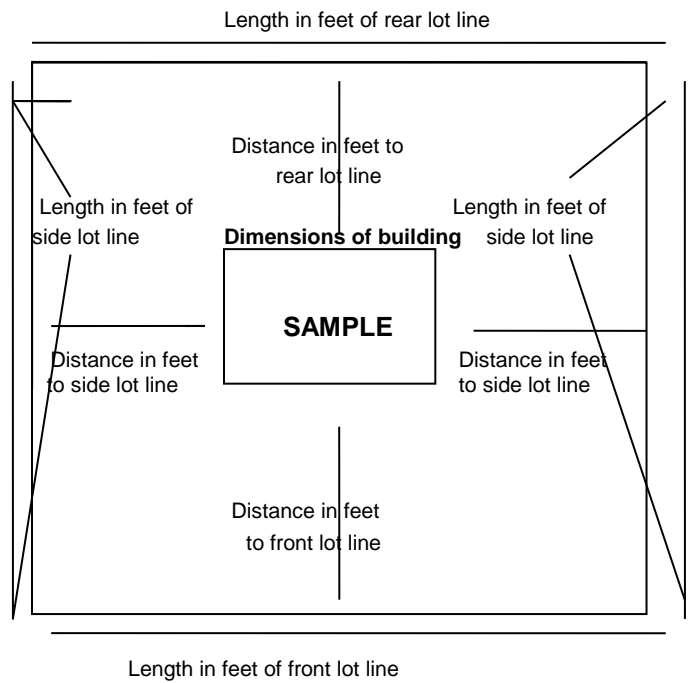 Length in feet of rear lot line
Distance in feet to
rear lot line
Length in feet of
side lot line
Length in feet of
side lot line
Dimensions of building
SAMPLE
Distance in feet
to side lot line
Distance in feet
to side lot line
Distance in feet
to front lot line
Length in feet of front lot line